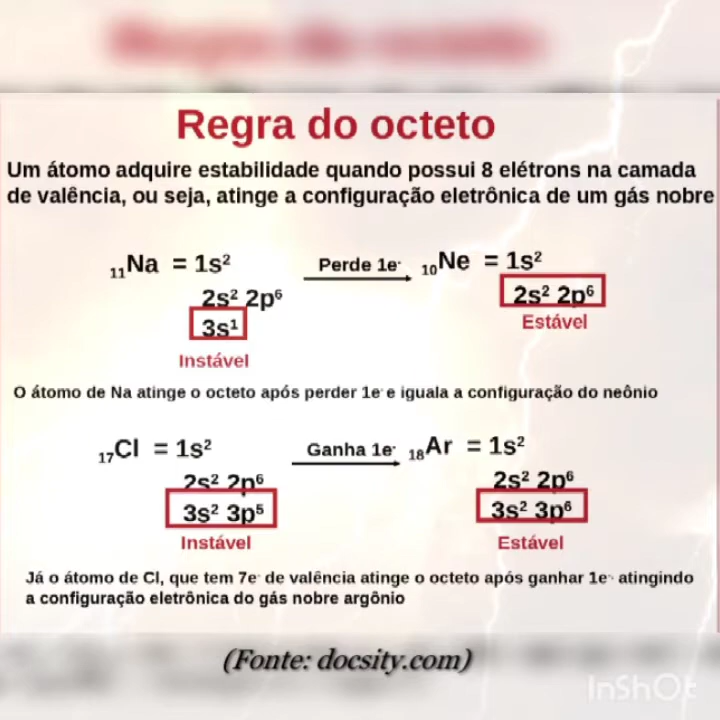 Regra do octeto
Um átomo adquire estabilidade quando possui 8 elétrons na camada
de valência, ou seja, atinge a configuração eletrônica de um gás nobre
₁₁Na = 1s² Perde 1e⁻ ₁₀Ne = 1s²
2s² 2p⁶ 2s² 2p⁶
3s¹ Estável
Instável
O átomo de Na atinge o octeto após perder 1e⁻ e iguala a configuração do neônio
₁₇Cl = 1s² Ganha 1e⁻ ₁₈Ar = 1s²
2s² 2p⁶ 2s² 2p⁶
3s² 3p⁵ 3s² 3p⁶
Instável Estável
Já o átomo de Cl, que tem 7e⁻ de valência atinge o octeto após ganhar 1e⁻, atingindo
a configuração eletrônica do gás nobre argônio
(Fonte: docsity.com)
InShOt